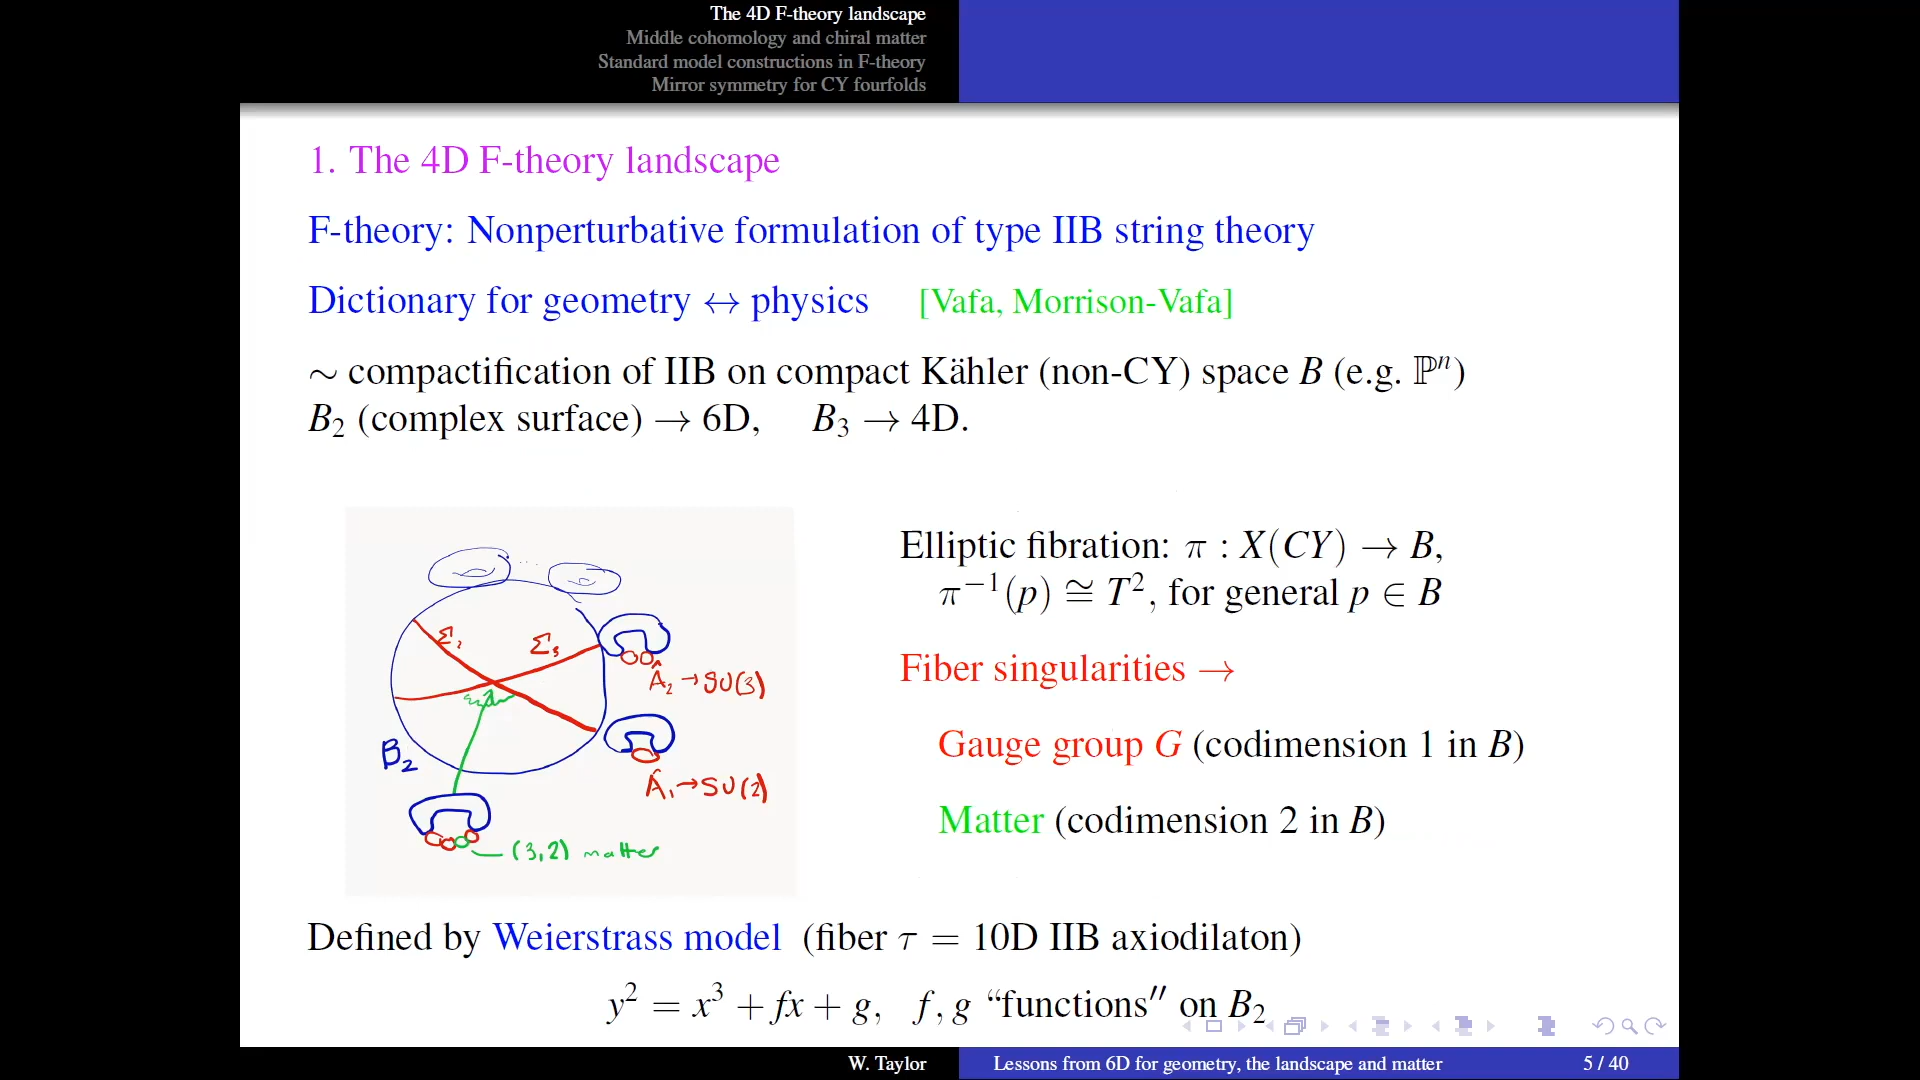 The 4D F-theory landscape
Middle cohomology and chiral matter
Standard model constructions in F-theory
Mirror symmetry for CY fourfolds
1. The 4D F-theory landscape
F-theory: Nonperturbative formulation of type IIB string theory
Dictionary for geometry ↔ physics [Vafa, Morrison-Vafa]
∼ compactification of IIB on compact Kähler (non-CY) space B (e.g. ℙⁿ)
B₂ (complex surface) → 6D, B₃ → 4D.
Σ₂ Σ₃
Â₂ → SU(3)
B₂
Â₁ → SU(2)
(3,2) matter
Elliptic fibration: π : X(CY) → B,
π⁻¹(p) ≅ T², for general p ∈ B
Fiber singularities →
Gauge group G (codimension 1 in B)
Matter (codimension 2 in B)
Defined by Weierstrass model (fiber τ = 10D IIB axiodilaton)
y² = x³ + fx + g, f, g “functions″ on B₂
W. Taylor Lessons from 6D for geometry, the landscape and matter 5 / 40